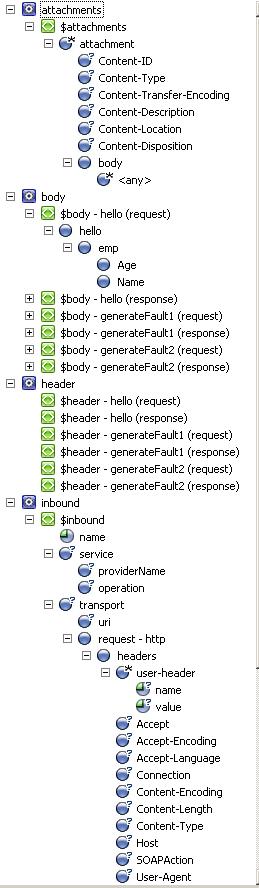 attachments
$attachments
attachment
Content-ID
Content-Type
Content-Transfer-Encoding
Content-Description
Content-Location
Content-Disposition
body
<any>
body
$body - hello (request)
hello
emp
Age
Name
$body - hello (response)
$body - generateFault1 (request)
$body - generateFault1 (response)
$body - generateFault2 (request)
$body - generateFault2 (response)
header
$header - hello (request)
$header - hello (response)
$header - generateFault1 (request)
$header - generateFault1 (response)
$header - generateFault2 (request)
$header - generateFault2 (response)
inbound
$inbound
name
service
providerName
operation
transport
uri
request - http
headers
user-header
name
value
Accept
Accept-Encoding
Accept-Language
Connection
Content-Encoding
Content-Length
Content-Type
Host
SOAPAction
User-Agent